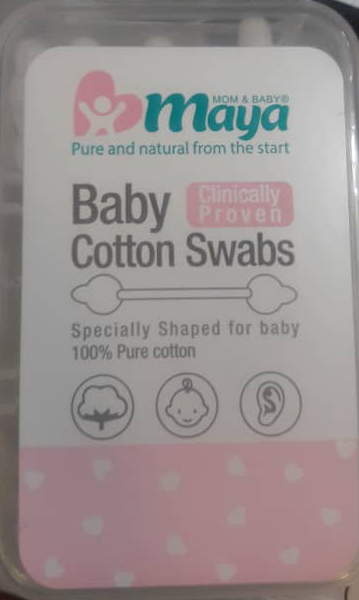 MOM & BABY®
maya
Pure and natural from the start
Baby
Clinically
Proven
Cotton Swabs
Specially Shaped for baby
100% Pure cotton